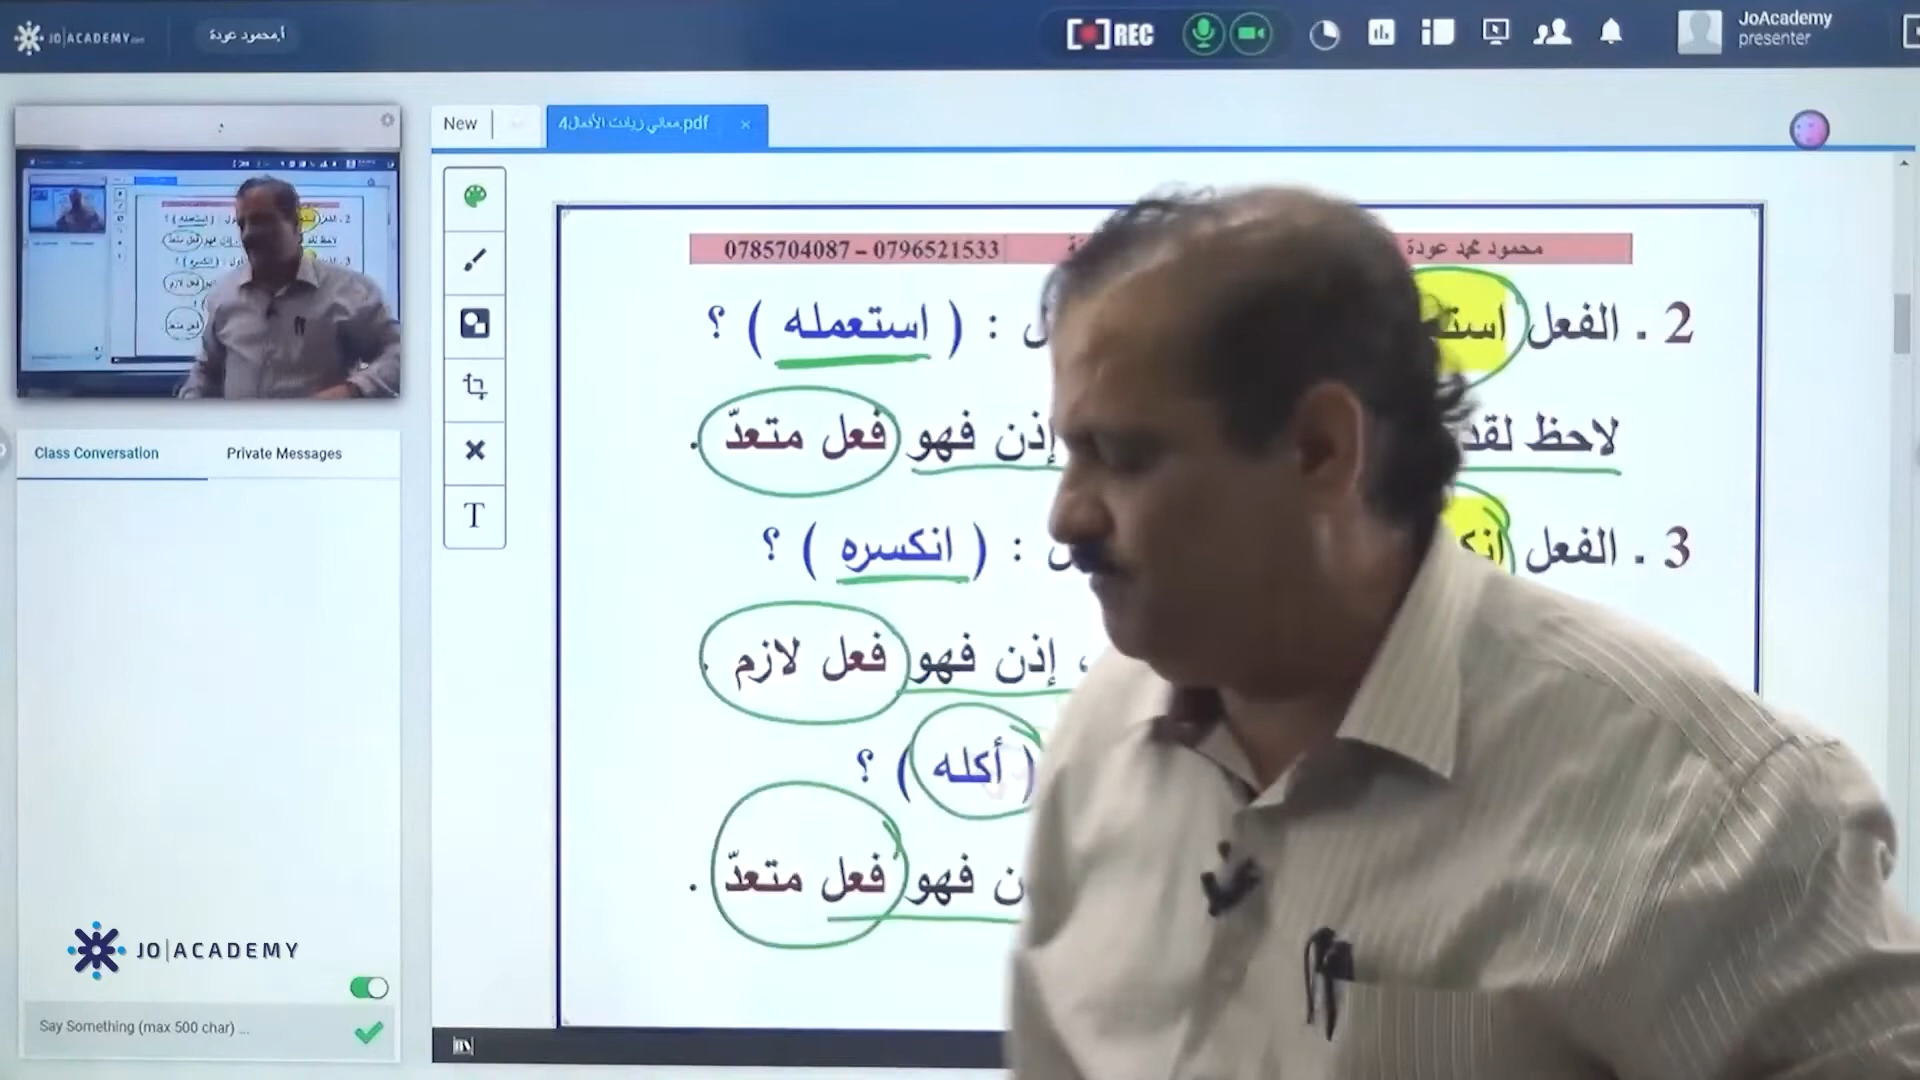 JO|ACADEMY.com
أ.محمود عودة
[●]REC
JoAcademy
presenter
New
معاني زيادات الأفعال4.pdf
Class Conversation
Private Messages
T
محمود محمد عودة
0785704087 – 0796521533
2 . الفعل ( استعمله ) ؟
لاحظ لقد إذن فهو فعل متعدّ .
3 . الفعل : ( انكسره ) ؟
، إذن فهو فعل لازم .
( أكله ) ؟
فهو فعل متعدّ .
JO|ACADEMY
Say Something (max 500 char) ...